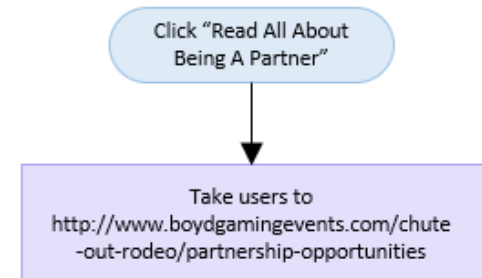 Click “Read All About
Being A Partner”
Take users to
http://www.boydgamingevents.com/chute
-out-rodeo/partnership-opportunities